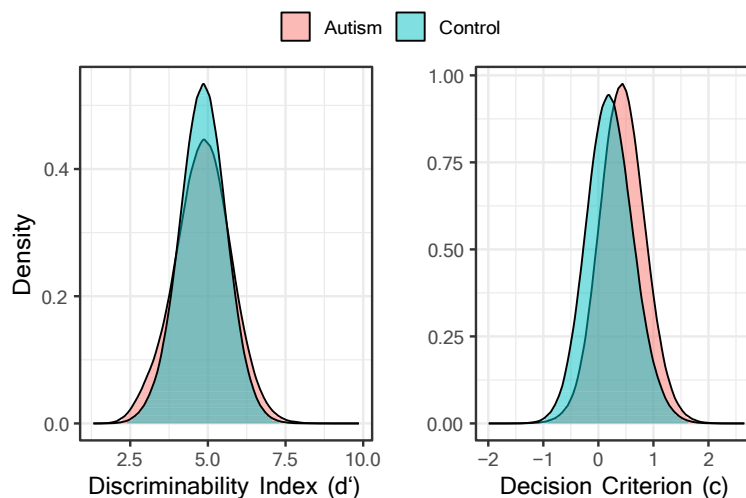 Autism Control
Density
0.0
0.2
0.4
2.5 5.0 7.5 10.0
Discriminability Index (d‘)
0.00
0.25
0.50
0.75
1.00
−2 −1 0 1 2
Decision Criterion (c)